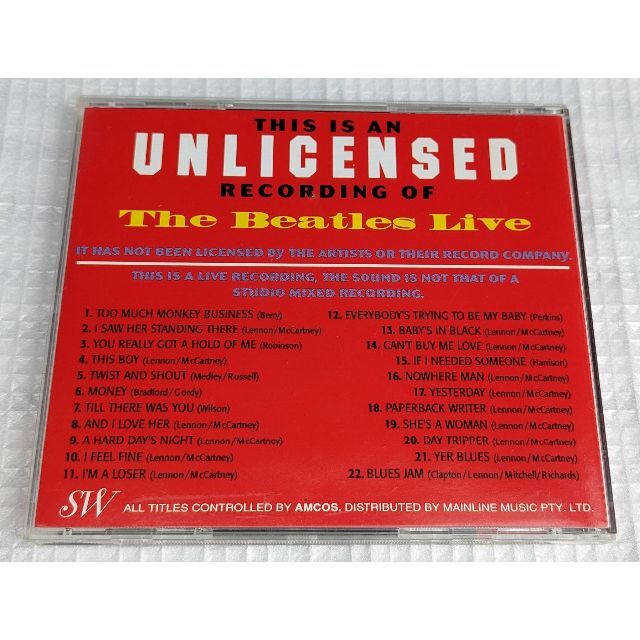 THIS IS AN
UNLICENSED
RECORDING OF
The Beatles Live
IT HAS NOT BEEN LICENSED BY THE ARTISTS OR THEIR RECORD COMPANY.
THIS IS A LIVE RECORDING, THE SOUND IS NOT THAT OF A
STUDIO MIXED RECORDING.
1. TOO MUCH MONKEY BUSINESS (Berry)
2. I SAW HER STANDING THERE (Lennon/McCartney)
3. YOU REALLY GOT A HOLD OF ME (Robinson)
4. THIS BOY (Lennon/McCartney)
5. TWIST AND SHOUT (Medley/Russell)
6. MONEY (Bradford/Gordy)
7. TILL THERE WAS YOU (Wilson)
8. AND I LOVE HER (Lennon/McCartney)
9. A HARD DAY'S NIGHT (Lennon/McCartney)
10. I FEEL FINE (Lennon/McCartney)
11. I'M A LOSER (Lennon/McCartney)
12. EVERYBODY'S TRYING TO BE MY BABY (Perkins)
13. BABY'S IN BLACK (Lennon/McCartney)
14. CAN'T BUY ME LOVE (Lennon/McCartney)
15. IF I NEEDED SOMEONE (Harrison)
16. NOWHERE MAN (Lennon/McCartney)
17. YESTERDAY (Lennon/McCartney)
18. PAPERBACK WRITER (Lennon/McCartney)
19. SHE'S A WOMAN (Lennon/McCartney)
20. DAY TRIPPER (Lennon/McCartney)
21. YER BLUES (Lennon/McCartney)
22. BLUES JAM (Clapton/Lennon/Mitchell/Richards)
SW ALL TITLES CONTROLLED BY AMCOS, DISTRIBUTED BY MAINLINE MUSIC PTY. LTD.